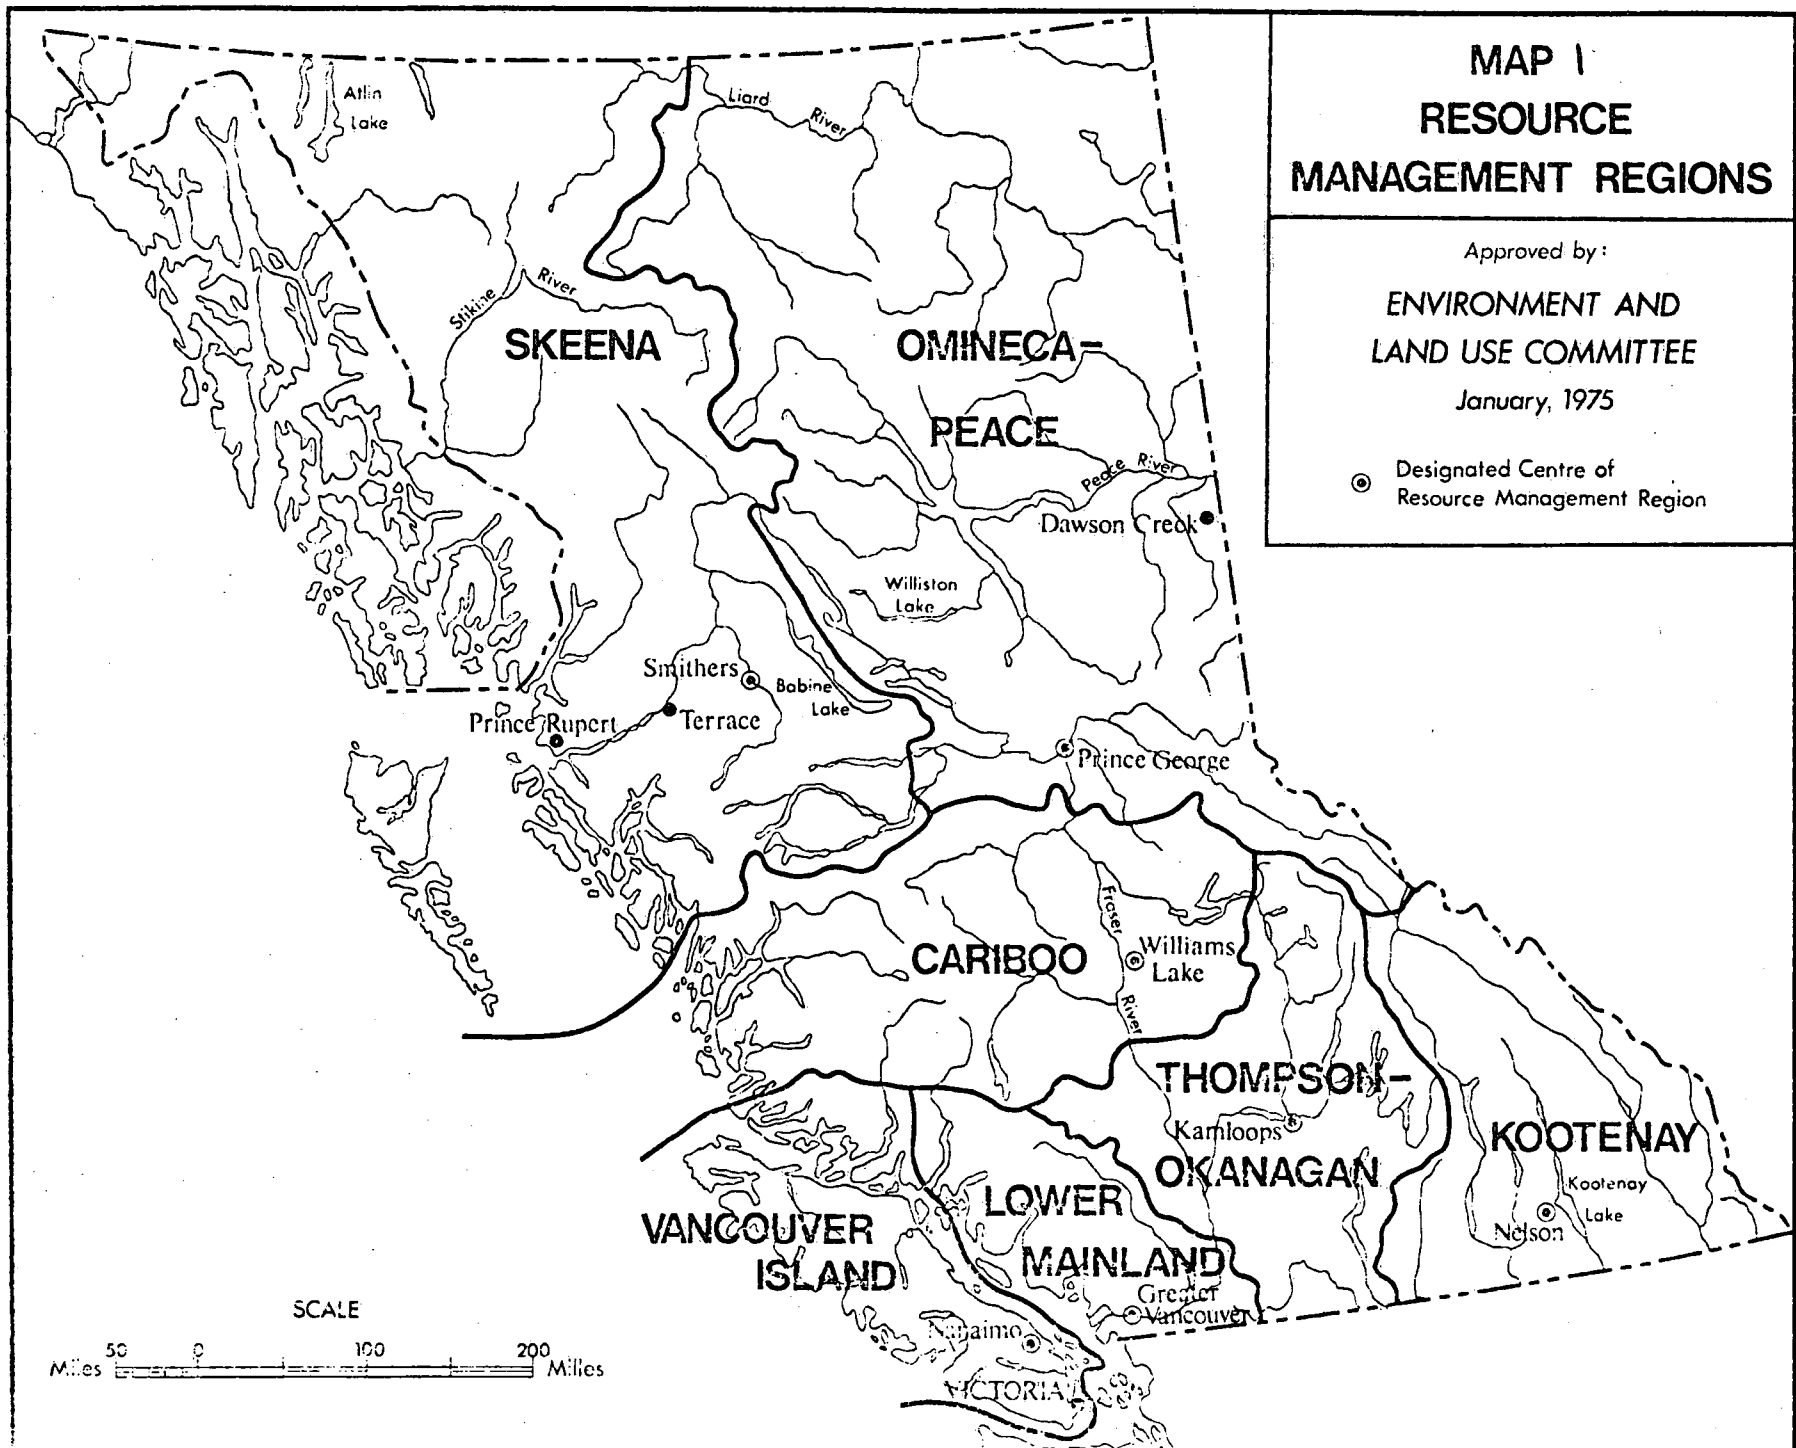 MAP 1
RESOURCE
MANAGEMENT REGIONS
Approved by:
ENVIRONMENT AND
LAND USE COMMITTEE
January, 1975
Designated Centre of
Resource Management Region
Atlin
Lake
Liard
River
Stikine
River
SKEENA
OMINECA-
PEACE
Peace River
Dawson Creek
Williston
Lake
Smithers
Babine
Lake
Terrace
Prince Rupert
Prince George
CARIBOO
Fraser
River
Williams
Lake
THOMPSON-
OKANAGAN
Kamloops
KOOTENAY
Kootenay
Lake
Nelson
LOWER
MAINLAND
Greater
Vancouver
VANCOUVER
ISLAND
Nanaimo
VICTORIA
SCALE
50 0 100 200
Miles Miles